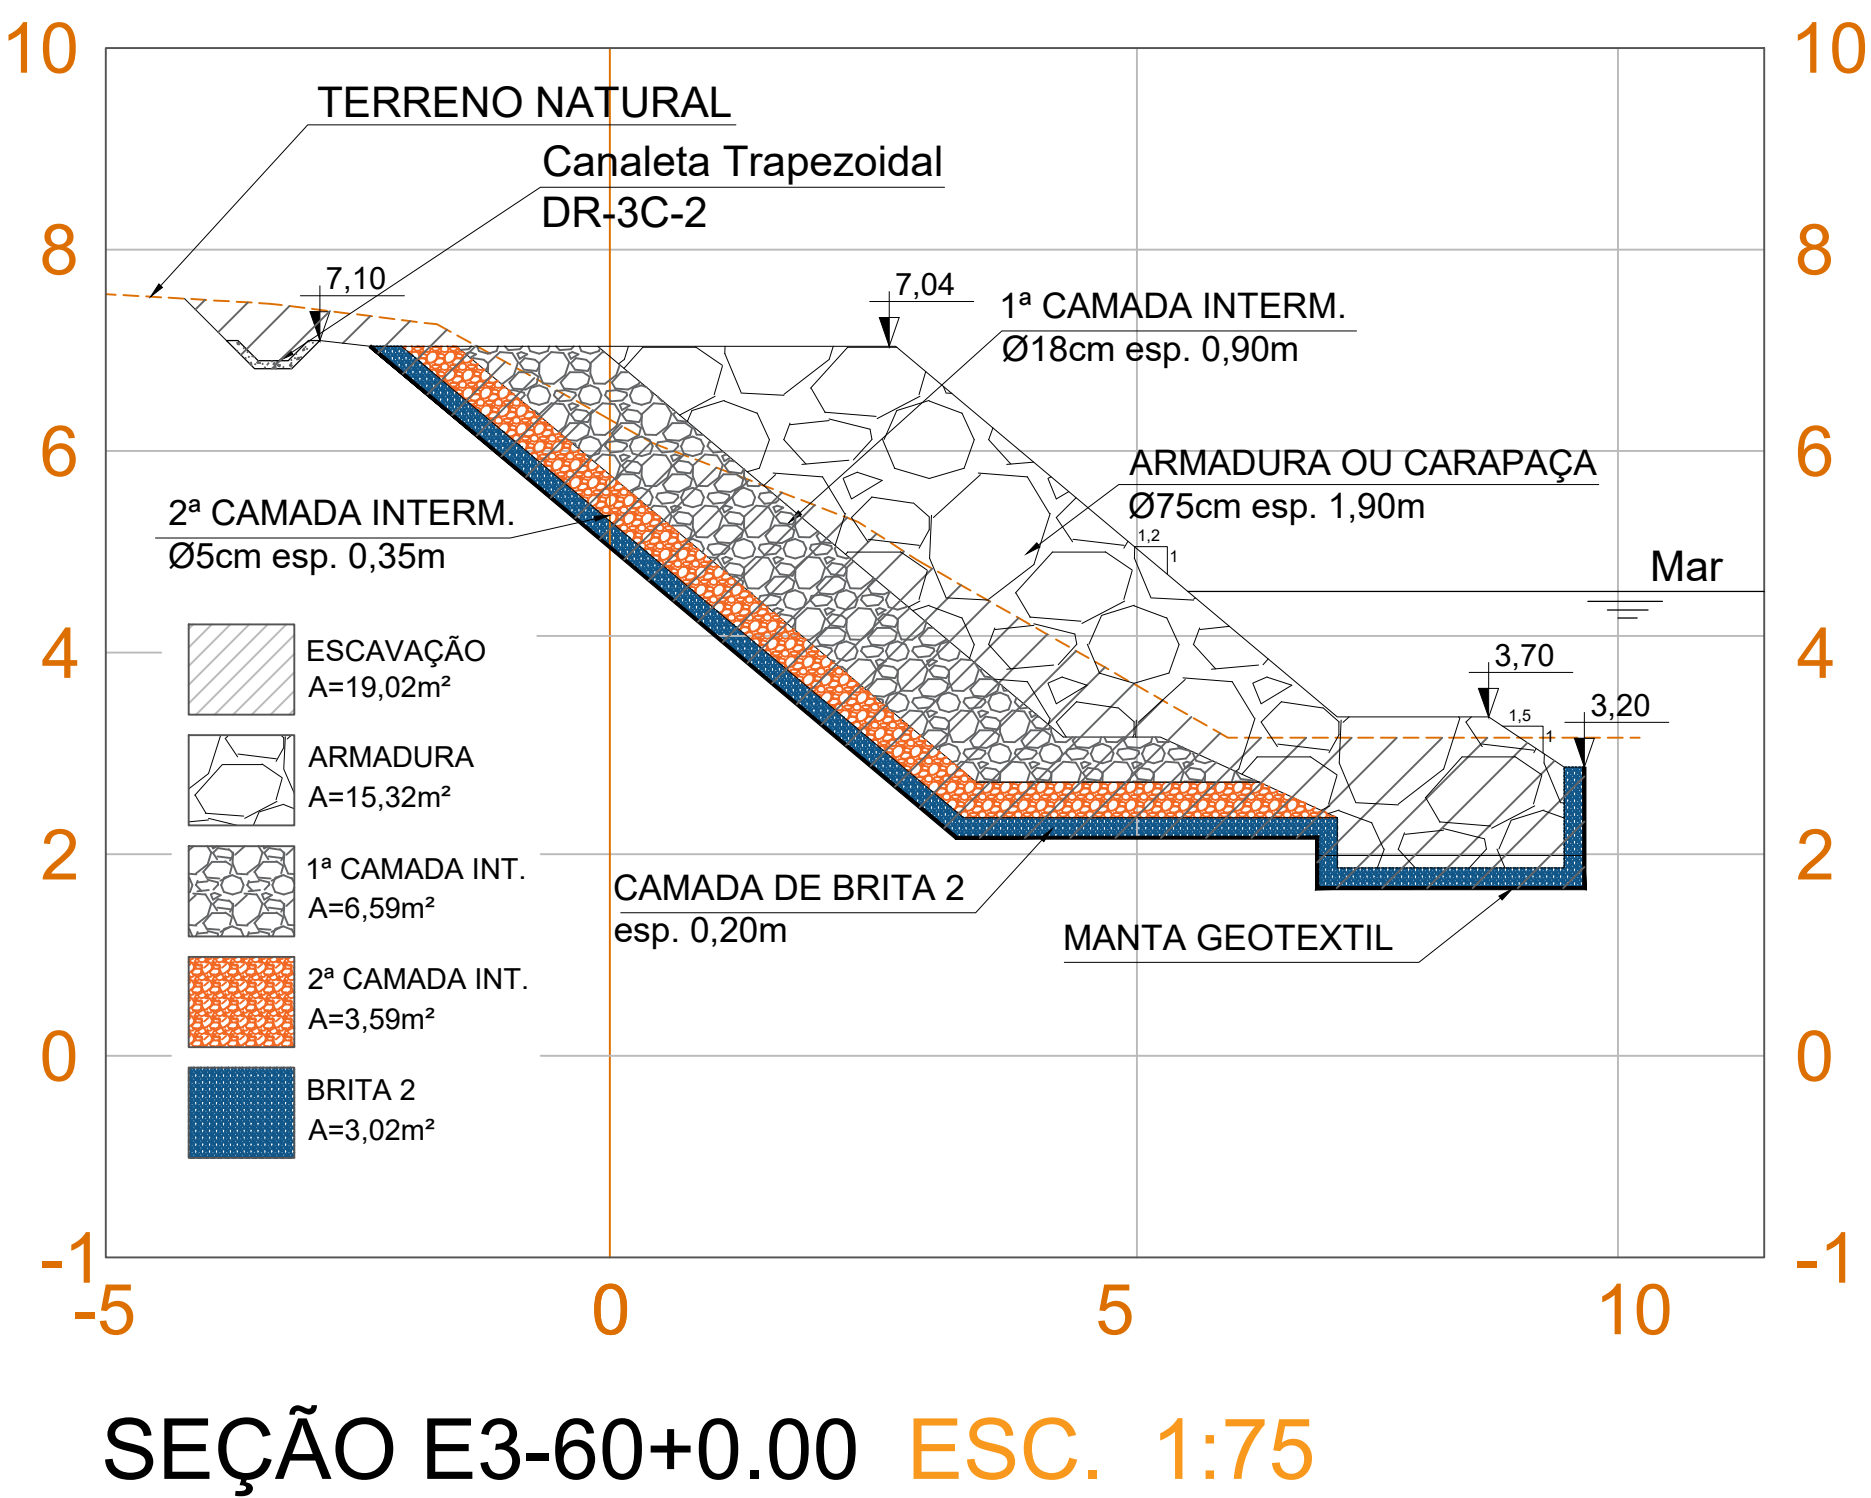 10
10
TERRENO NATURAL
Canaleta Trapezoidal
DR-3C-2
8
8
7,10
7,04
1ª CAMADA INTERM.
Ø18cm esp. 0,90m
6
6
ARMADURA OU CARAPAÇA
Ø75cm esp. 1,90m
2ª CAMADA INTERM.
Ø5cm esp. 0,35m
1,2
1
Mar
ESCAVAÇÃO
A=19,02m²
4
4
3,70
3,20
1,5
1
ARMADURA
A=15,32m²
2
2
1ª CAMADA INT.
A=6,59m²
CAMADA DE BRITA 2
esp. 0,20m
MANTA GEOTEXTIL
2ª CAMADA INT.
A=3,59m²
0
0
BRITA 2
A=3,02m²
-1
-1
-5
0
5
10
SEÇÃO E3-60+0.00 ESC. 1:75